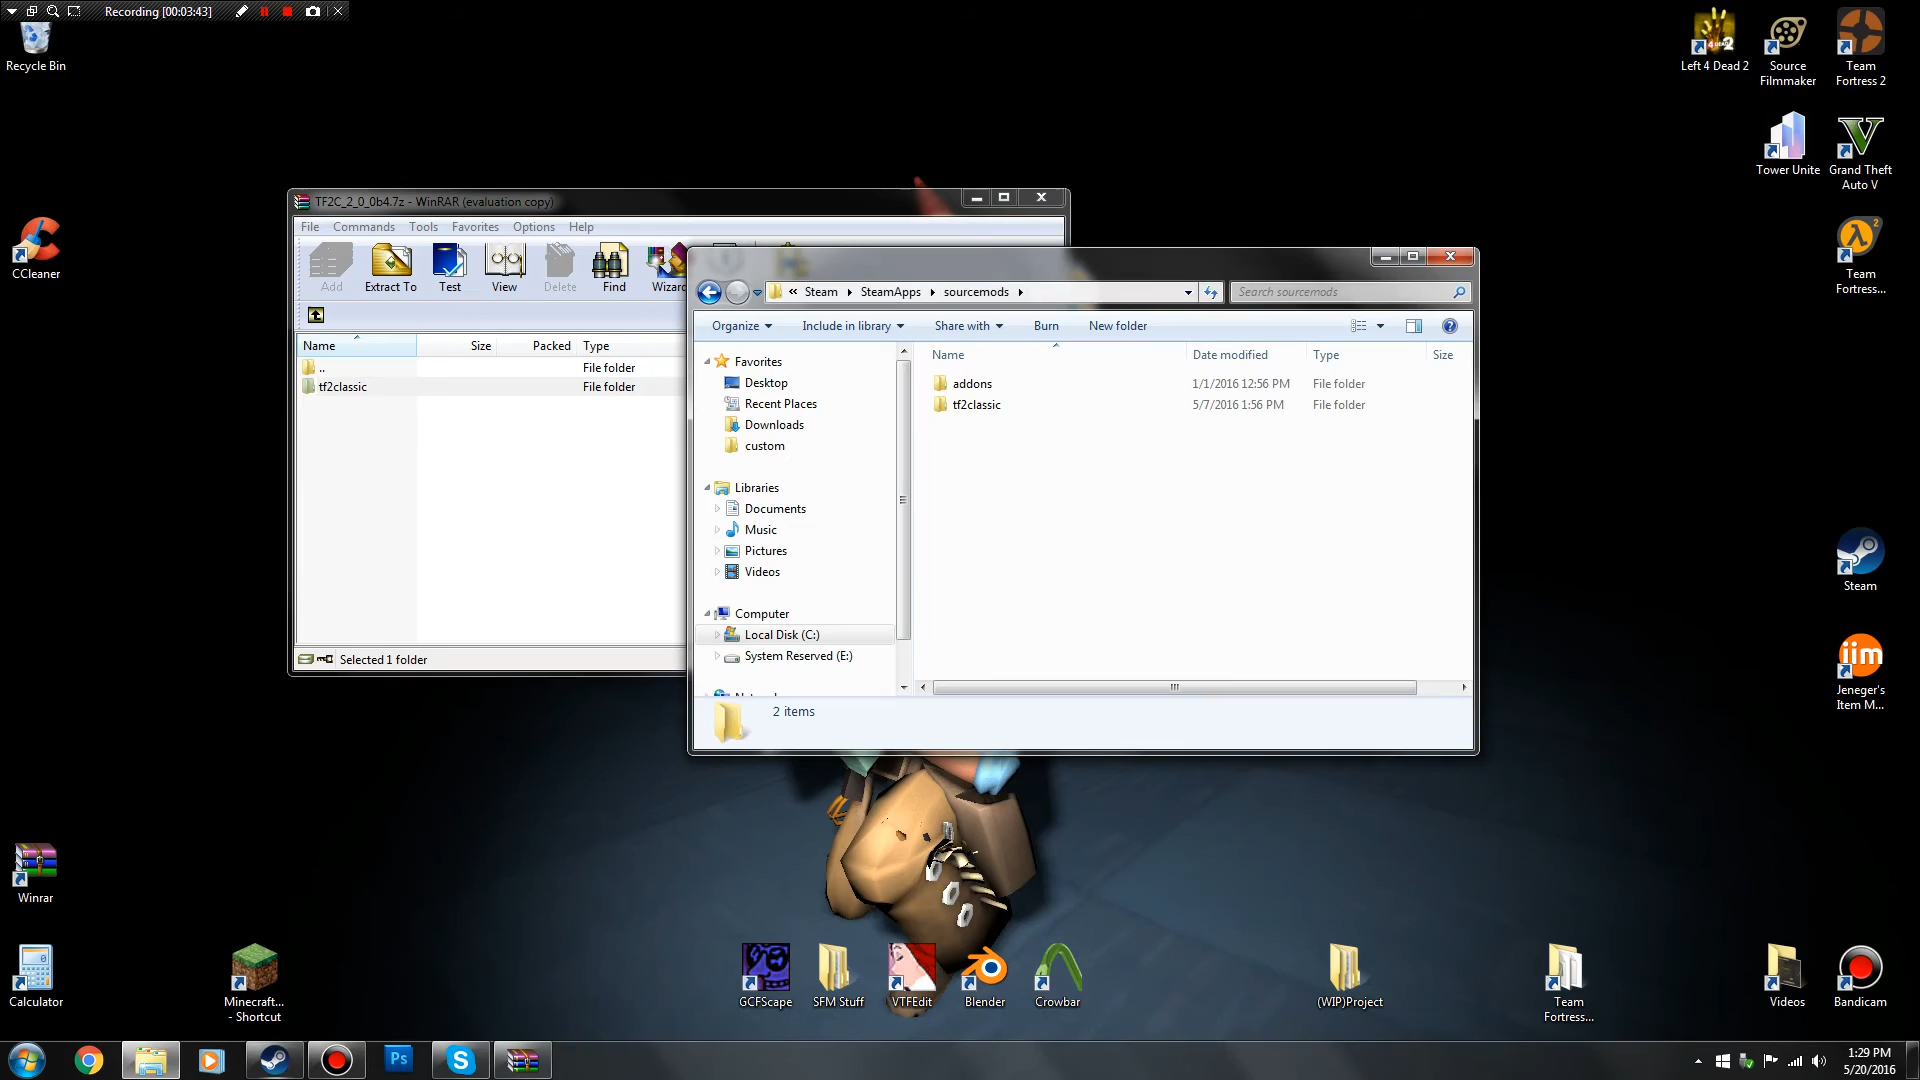 Recording [00:03:43]
Recycle Bin
CCleaner
Winrar
Calculator
Minecraft...
- Shortcut
Left 4 Dead 2
Source
Filmmaker
Team
Fortress 2
Tower Unite
Grand Theft
Auto V
Team
Fortress...
Steam
Jeneger's
Item M...
TF2C_2_0_0b4.7z - WinRAR (evaluation copy)
File Commands Tools Favorites Options Help
Add Extract To Test View Delete Find Wizard
Name Size Packed Type
.. File folder
tf2classic File folder
Selected 1 folder
« Steam SteamApps sourcemods
Search sourcemods
Organize Include in library Share with Burn New folder
Favorites
Desktop
Recent Places
Downloads
custom
Libraries
Documents
Music
Pictures
Videos
Computer
Local Disk (C:)
System Reserved (E:)
Name Date modified Type Size
addons 1/1/2016 12:56 PM File folder
tf2classic 5/7/2016 1:56 PM File folder
2 items
GCFScape
SFM Stuff
VTFEdit
Blender
Crowbar
(WIP)Project
Team
Fortress...
Videos
Bandicam
Ps
1:29 PM
5/20/2016